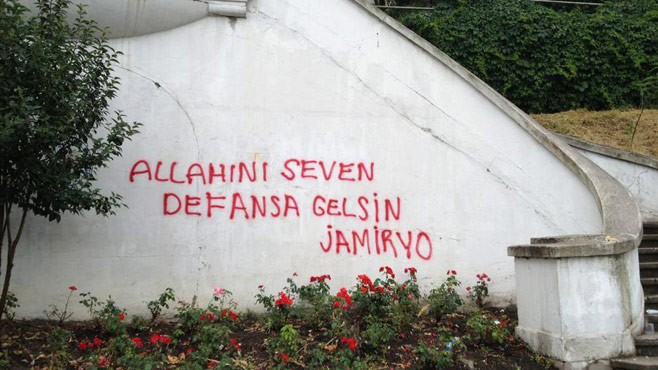 ALLAHINI SEVEN
DEFANSA GELSİN
JAMİRYO